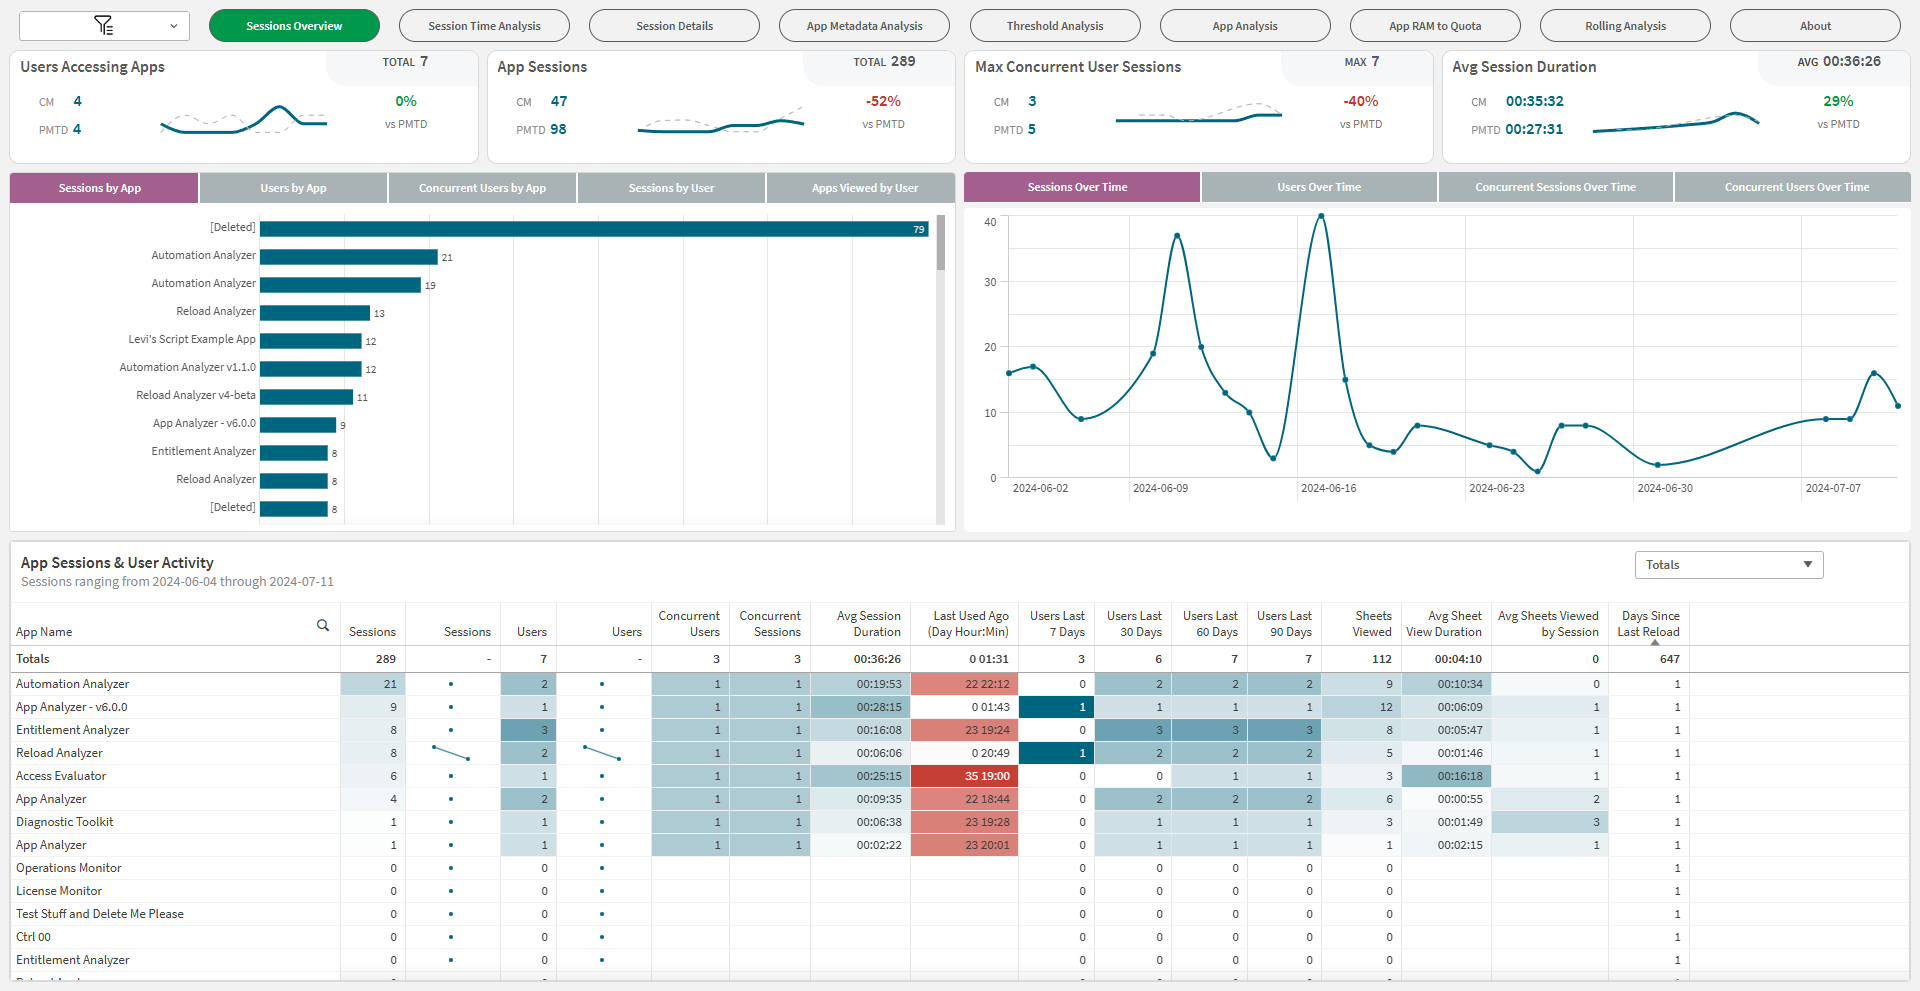 Sessions Overview
Session Time Analysis
Session Details
App Metadata Analysis
Threshold Analysis
App Analysis
App RAM to Quota
Rolling Analysis
About
Users Accessing Apps
TOTAL 7
CM 4
0%
PMTD 4
vs PMTD
App Sessions
TOTAL 289
CM 47
-52%
PMTD 98
vs PMTD
Max Concurrent User Sessions
MAX 7
CM 3
-40%
PMTD 5
vs PMTD
Avg Session Duration
AVG 00:36:26
CM 00:35:32
29%
PMTD 00:27:31
vs PMTD
Sessions by App
Users by App
Concurrent Users by App
Sessions by User
Apps Viewed by User
[Deleted] 79
Automation Analyzer 21
Automation Analyzer 19
Reload Analyzer 13
Levi's Script Example App 12
Automation Analyzer v1.1.0 12
Reload Analyzer v4-beta 11
App Analyzer - v6.0.0 9
Entitlement Analyzer 8
Reload Analyzer 8
[Deleted] 8
Sessions Over Time
Users Over Time
Concurrent Sessions Over Time
Concurrent Users Over Time
40
30
20
10
0
2024-06-02 2024-06-09 2024-06-16 2024-06-23 2024-06-30 2024-07-07
App Sessions & User Activity
Sessions ranging from 2024-06-04 through 2024-07-11
Totals
App Name
Sessions
Sessions
Users
Users
Concurrent
Users
Concurrent
Sessions
Avg Session
Duration
Last Used Ago
(Day Hour:Min)
Users Last
7 Days
Users Last
30 Days
Users Last
60 Days
Users Last
90 Days
Sheets
Viewed
Avg Sheet
View Duration
Avg Sheets Viewed
by Session
Days Since
Last Reload
Totals 289 - 7 - 3 3 00:36:26 0 01:31 3 6 7 7 112 00:04:10 0 647
Automation Analyzer 21 2 1 1 00:19:53 22 22:12 0 2 2 2 9 00:10:34 0 1
App Analyzer - v6.0.0 9 1 1 1 00:28:15 0 01:43 1 1 1 1 12 00:06:09 1 1
Entitlement Analyzer 8 3 1 1 00:16:08 23 19:24 0 3 3 3 8 00:05:47 1 1
Reload Analyzer 8 2 1 1 00:06:06 0 20:49 1 2 2 2 5 00:01:46 1 1
Access Evaluator 6 1 1 1 00:25:15 35 19:00 0 0 1 1 3 00:16:18 1 1
App Analyzer 4 2 1 1 00:09:35 22 18:44 0 2 2 2 6 00:00:55 2 1
Diagnostic Toolkit 1 1 1 1 00:06:38 23 19:28 0 1 1 1 3 00:01:49 3 1
App Analyzer 1 1 1 1 00:02:22 23 20:01 0 1 1 1 1 00:02:15 1 1
Operations Monitor 0 0 0 0 0 0 0 1
License Monitor 0 0 0 0 0 0 0 1
Test Stuff and Delete Me Please 0 0 0 0 0 0 0 1
Ctrl 00 0 0 0 0 0 0 0 1
Entitlement Analyzer 0 0 0 0 0 0 0 1